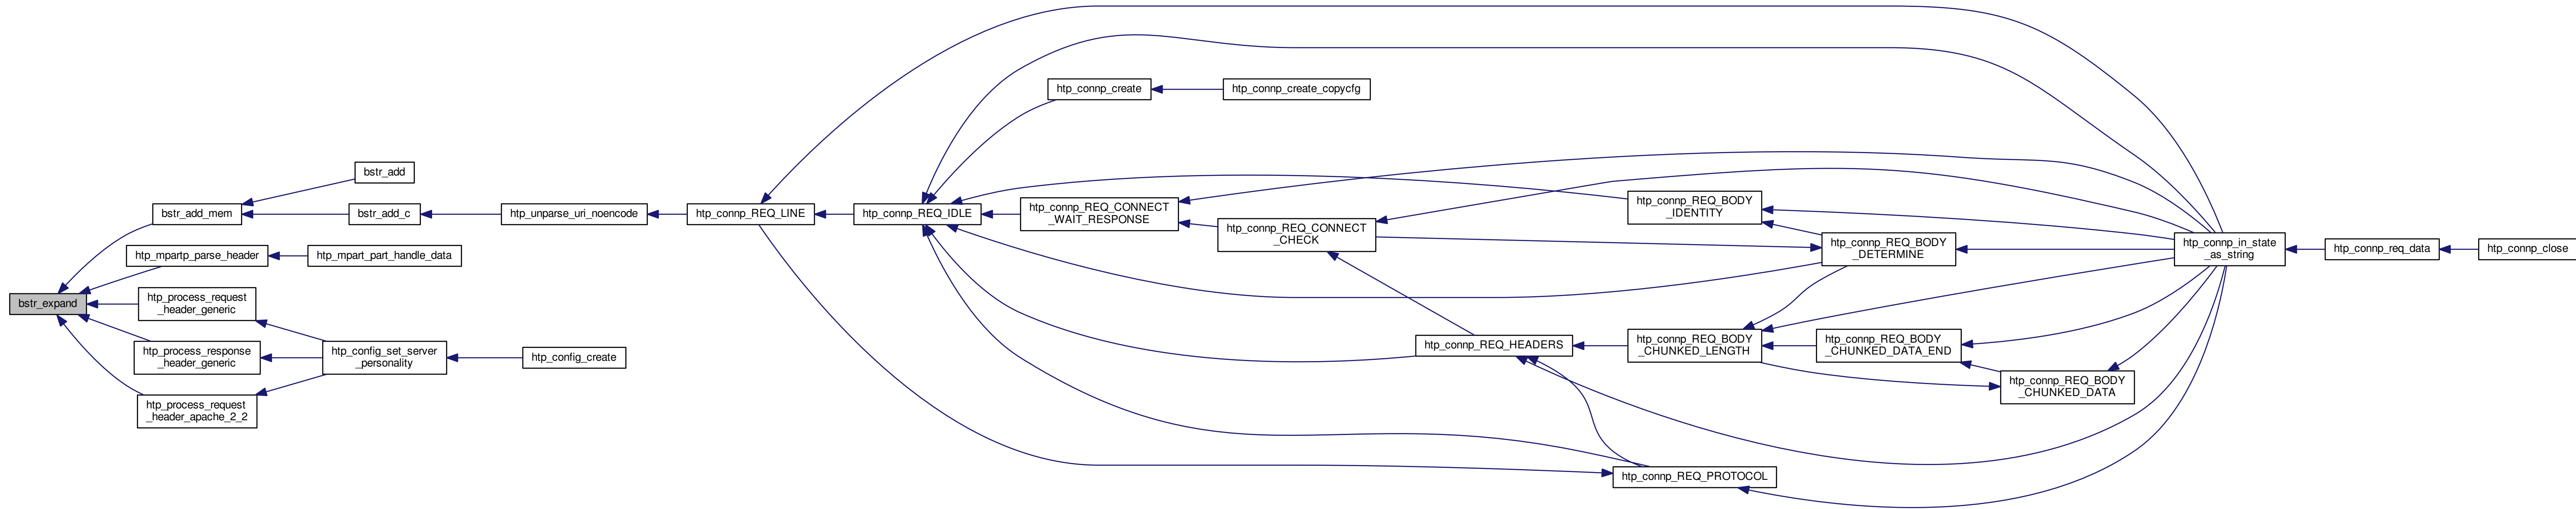 bstr_expand
bstr_add_mem
htp_mpartp_parse_header
htp_process_request
_header_generic
htp_process_response
_header_generic
htp_process_request
_header_apache_2_2
bstr_add
bstr_add_c
htp_mpart_part_handle_data
htp_config_set_server
_personality
htp_unparse_uri_noencode
htp_config_create
htp_connp_REQ_LINE
htp_connp_REQ_IDLE
htp_connp_create
htp_connp_REQ_CONNECT
_WAIT_RESPONSE
htp_connp_create_copycfg
htp_connp_REQ_CONNECT
_CHECK
htp_connp_REQ_HEADERS
htp_connp_REQ_BODY
_IDENTITY
htp_connp_REQ_BODY
_CHUNKED_LENGTH
htp_connp_REQ_PROTOCOL
htp_connp_REQ_BODY
_DETERMINE
htp_connp_REQ_BODY
_CHUNKED_DATA_END
htp_connp_REQ_BODY
_CHUNKED_DATA
htp_connp_in_state
_as_string
htp_connp_req_data
htp_connp_close